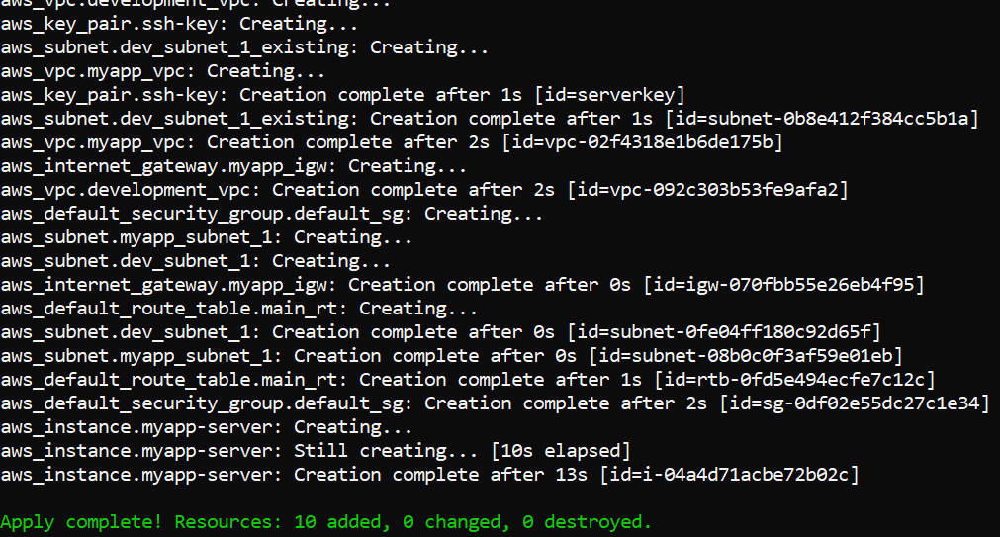 aws_vpc.development_vpc: Creating...
aws_key_pair.ssh-key: Creating...
aws_subnet.dev_subnet_1_existing: Creating...
aws_vpc.myapp_vpc: Creating...
aws_key_pair.ssh-key: Creation complete after 1s [id=serverkey]
aws_subnet.dev_subnet_1_existing: Creation complete after 1s [id=subnet-0b8e412f384cc5b1a]
aws_vpc.myapp_vpc: Creation complete after 2s [id=vpc-02f4318e1b6de175b]
aws_internet_gateway.myapp_igw: Creating...
aws_vpc.development_vpc: Creation complete after 2s [id=vpc-092c303b53fe9afa2]
aws_default_security_group.default_sg: Creating...
aws_subnet.myapp_subnet_1: Creating...
aws_subnet.dev_subnet_1: Creating...
aws_internet_gateway.myapp_igw: Creation complete after 0s [id=igw-070fbb55e26eb4f95]
aws_default_route_table.main_rt: Creating...
aws_subnet.dev_subnet_1: Creation complete after 0s [id=subnet-0fe04ff180c92d65f]
aws_subnet.myapp_subnet_1: Creation complete after 0s [id=subnet-08b0c0f3af59e01eb]
aws_default_route_table.main_rt: Creation complete after 1s [id=rtb-0fd5e494ecfe7c12c]
aws_default_security_group.default_sg: Creation complete after 2s [id=sg-0df02e55dc27c1e34]
aws_instance.myapp-server: Creating...
aws_instance.myapp-server: Still creating... [10s elapsed]
aws_instance.myapp-server: Creation complete after 13s [id=i-04a4d71acbe72b02c]
Apply complete! Resources: 10 added, 0 changed, 0 destroyed.